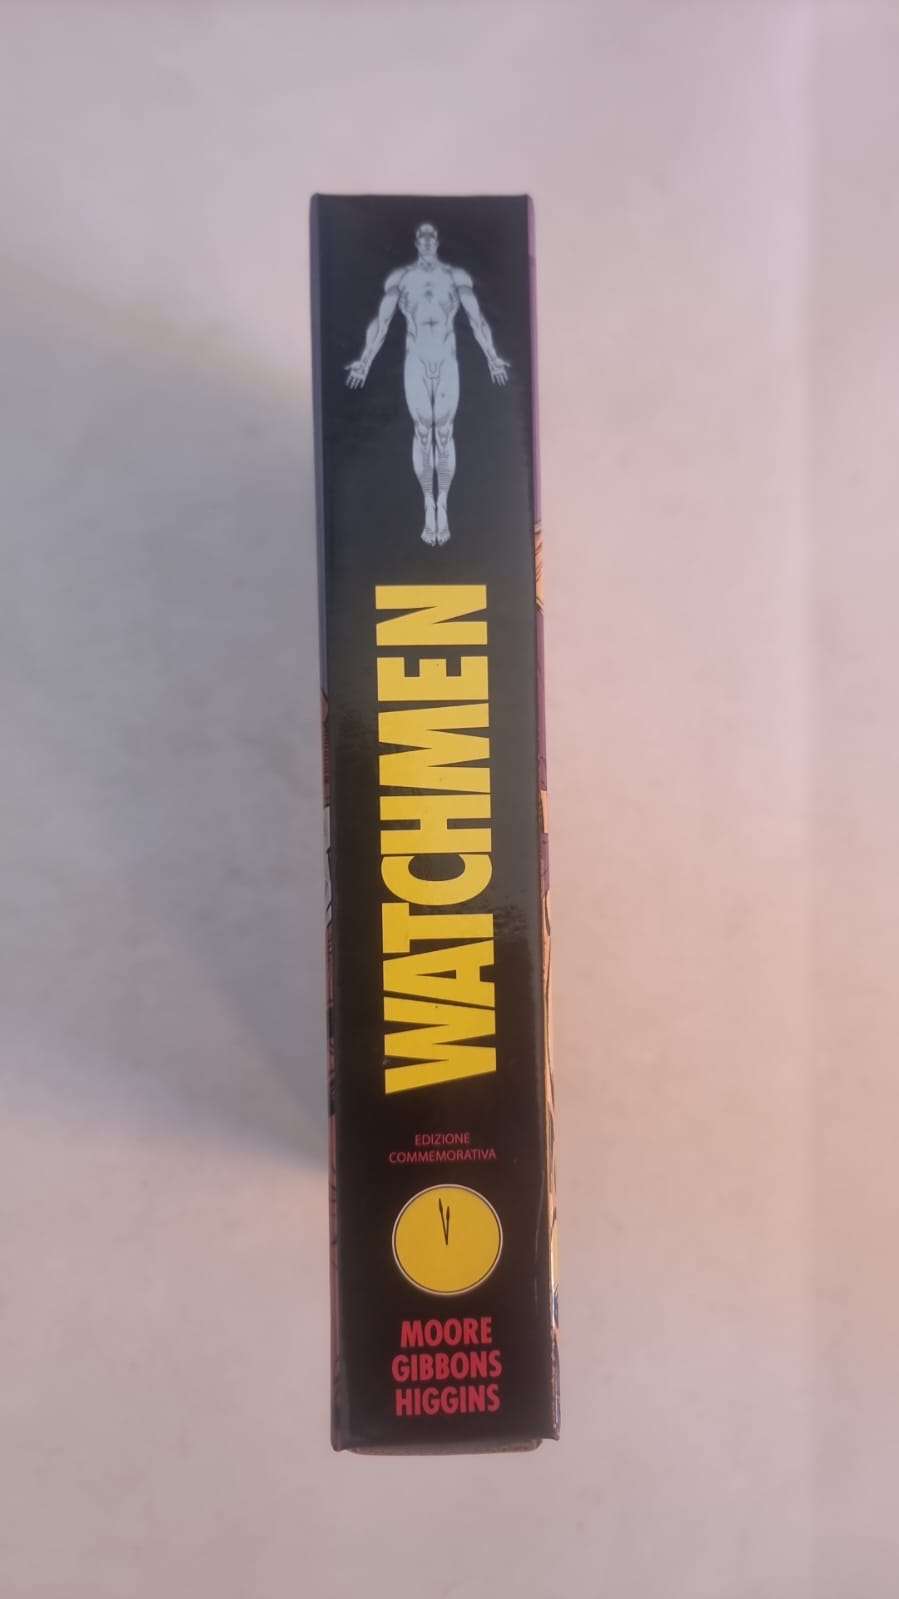 WATCHMEN
EDIZIONE
COMMEMORATIVA
MOORE
GIBBONS
HIGGINS